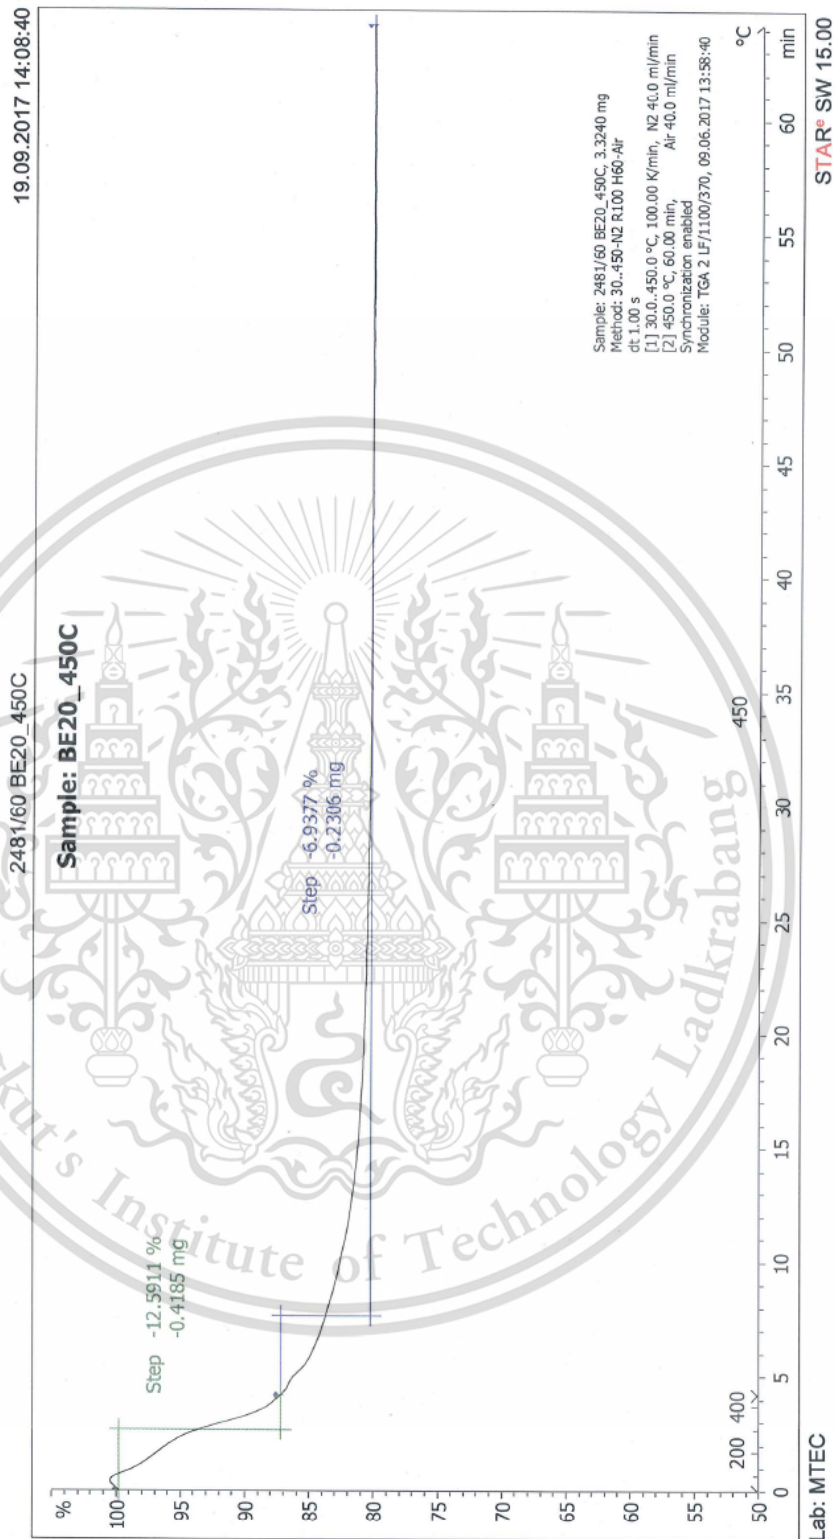 2481/60 BE20_450C
19.09.2017 14:08:40
Sample: BE20_450C
%
100
95
90
85
80
75
70
65
60
55
50
Step -12.5911 %
-0.4185 mg
Step -6.9377 %
-0.2306 mg
Sample: 2481/60 BE20_450C, 3.3240 mg
Method: 30..450-N2 R100 H60-Air
dt 1.00 s
[1] 30.0..450.0 °C, 100.00 K/min, N2 40.0 ml/min
[2] 450.0 °C, 60.00 min, Air 40.0 ml/min
Synchronization enabled
Module: TGA 2 LF/1100/370, 09.06.2017 13:58:40
200 400 450 °C
0 5 10 15 20 25 30 35 40 45 50 55 60 min
Lab: MTEC
STARe SW 15.00
kut's Institute of Technology Ladkrabang